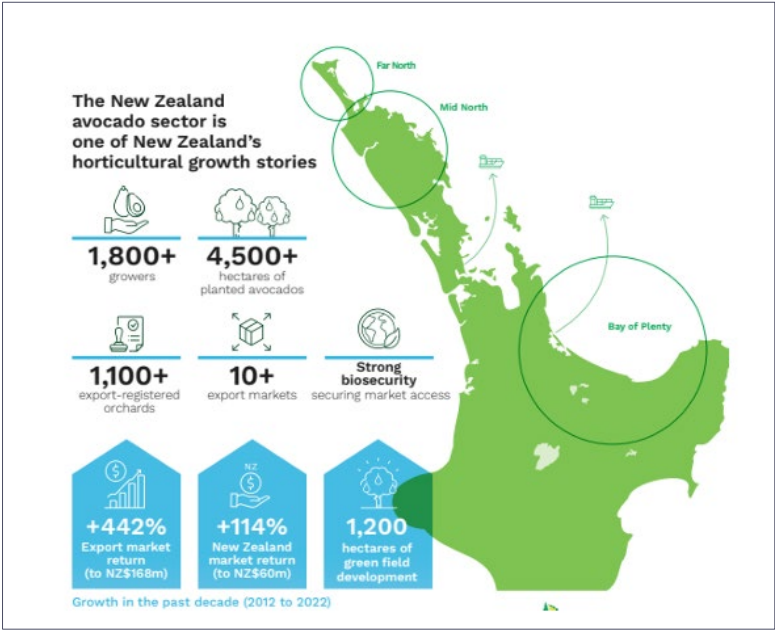 The New Zealand
avocado sector is
one of New Zealand's
horticultural growth stories
Far North
Mid North
Bay of Plenty
1,800+
growers
4,500+
hectares of
planted avocados
1,100+
export-registered
orchards
10+
export markets
Strong
biosecurity
securing market access
+442%
Export market
return
(to NZ$168m)
NZ
+114%
New Zealand
market return
(to NZ$60m)
1,200
hectares of
green field
development
Growth in the past decade (2012 to 2022)